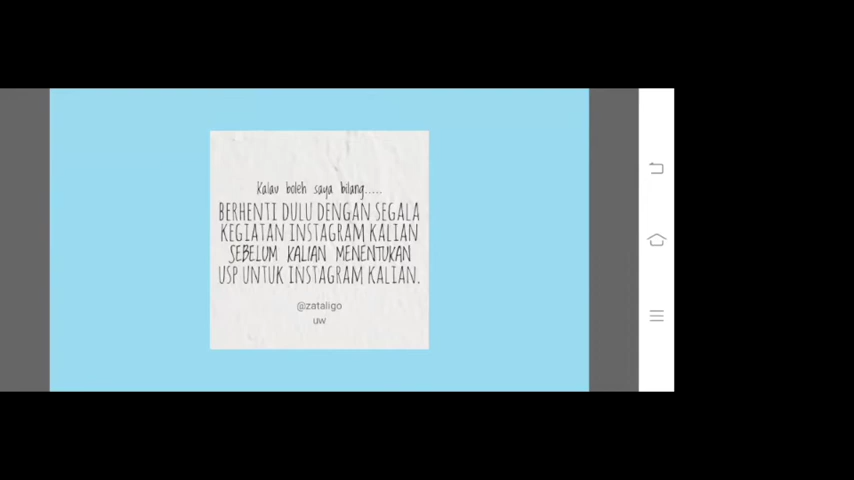 Kalau boleh saya bilang.....
BERHENTI DULU DENGAN SEGALA
KEGIATAN INSTAGRAM KALIAN
SEBELUM KALIAN MENENTUKAN
USP UNTUK INSTAGRAM KALIAN.
@zataligo
uw